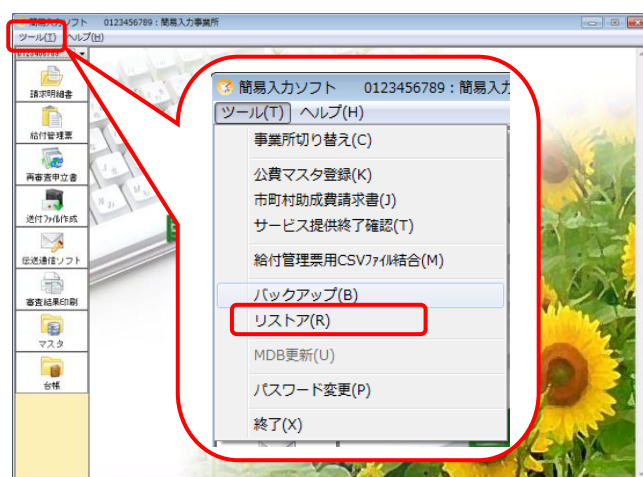 簡易入力ソフト 0123456789:簡易入力事業所
ツール(T) ヘルプ(H)
0123456789
請求明細書
給付管理票
再審査申立書
送付ファイル作成
伝送通信ソフト
審査結果印刷
マスタ
台帳
簡易入力ソフト 0123456789:簡易入力
ツール(T) ヘルプ(H)
事業所切り替え(C)
公費マスタ登録(K)
市町村助成費請求書(J)
サービス提供終了確認(T)
給付管理票用CSVファイル結合(M)
バックアップ(B)
リストア(R)
MDB更新(U)
パスワード変更(P)
終了(X)